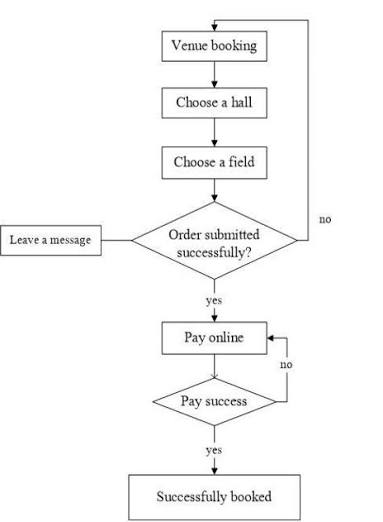 Venue booking
Choose a hall
Choose a field
no
Order submitted
successfully?
Leave a message
yes
Pay online
no
Pay success
yes
Successfully booked